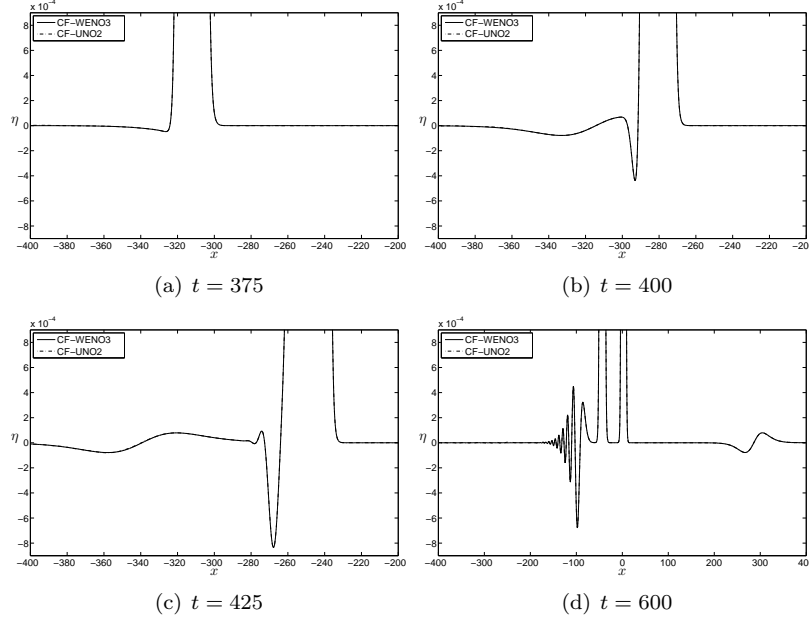 x 10⁻⁴
CF-WENO3
CF-UNO2
8
6
4
2
η 0
−2
−4
−6
−8
−400 −380 −360 −340 −320 −300 −280 −260 −240 −220 −200
x
(a) t = 375
x 10⁻⁴
CF-WENO3
CF-UNO2
8
6
4
2
η 0
−2
−4
−6
−8
−400 −380 −360 −340 −320 −300 −280 −260 −240 −220 −200
x
(b) t = 400
x 10⁻⁴
CF-WENO3
CF-UNO2
8
6
4
2
η 0
−2
−4
−6
−8
−400 −380 −360 −340 −320 −300 −280 −260 −240 −220 −200
x
(c) t = 425
x 10⁻⁴
CF-WENO3
CF-UNO2
8
6
4
2
η 0
−2
−4
−6
−8
−400 −300 −200 −100 0 100 200 300 40
x
(d) t = 600